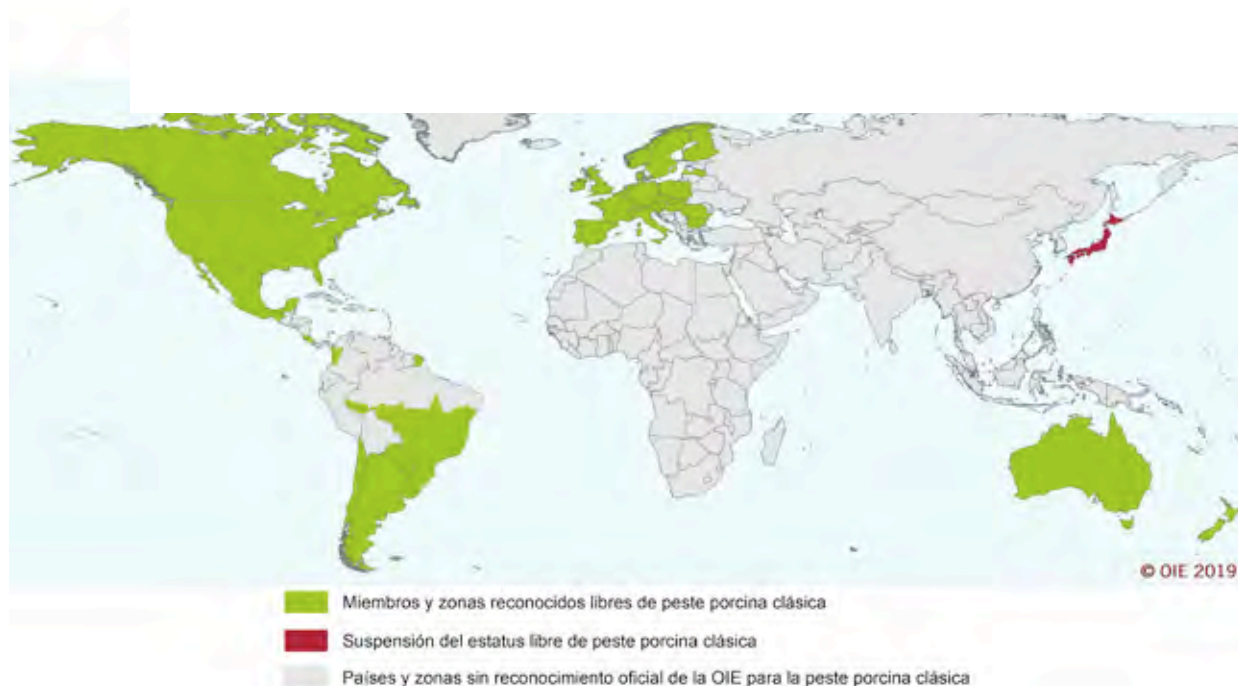 © OIE 2019
Miembros y zonas reconocidos libres de peste porcina clásica
Suspensión del estatus libre de peste porcina clásica
Países y zonas sin reconocimiento oficial de la OIE para la peste porcina clásica